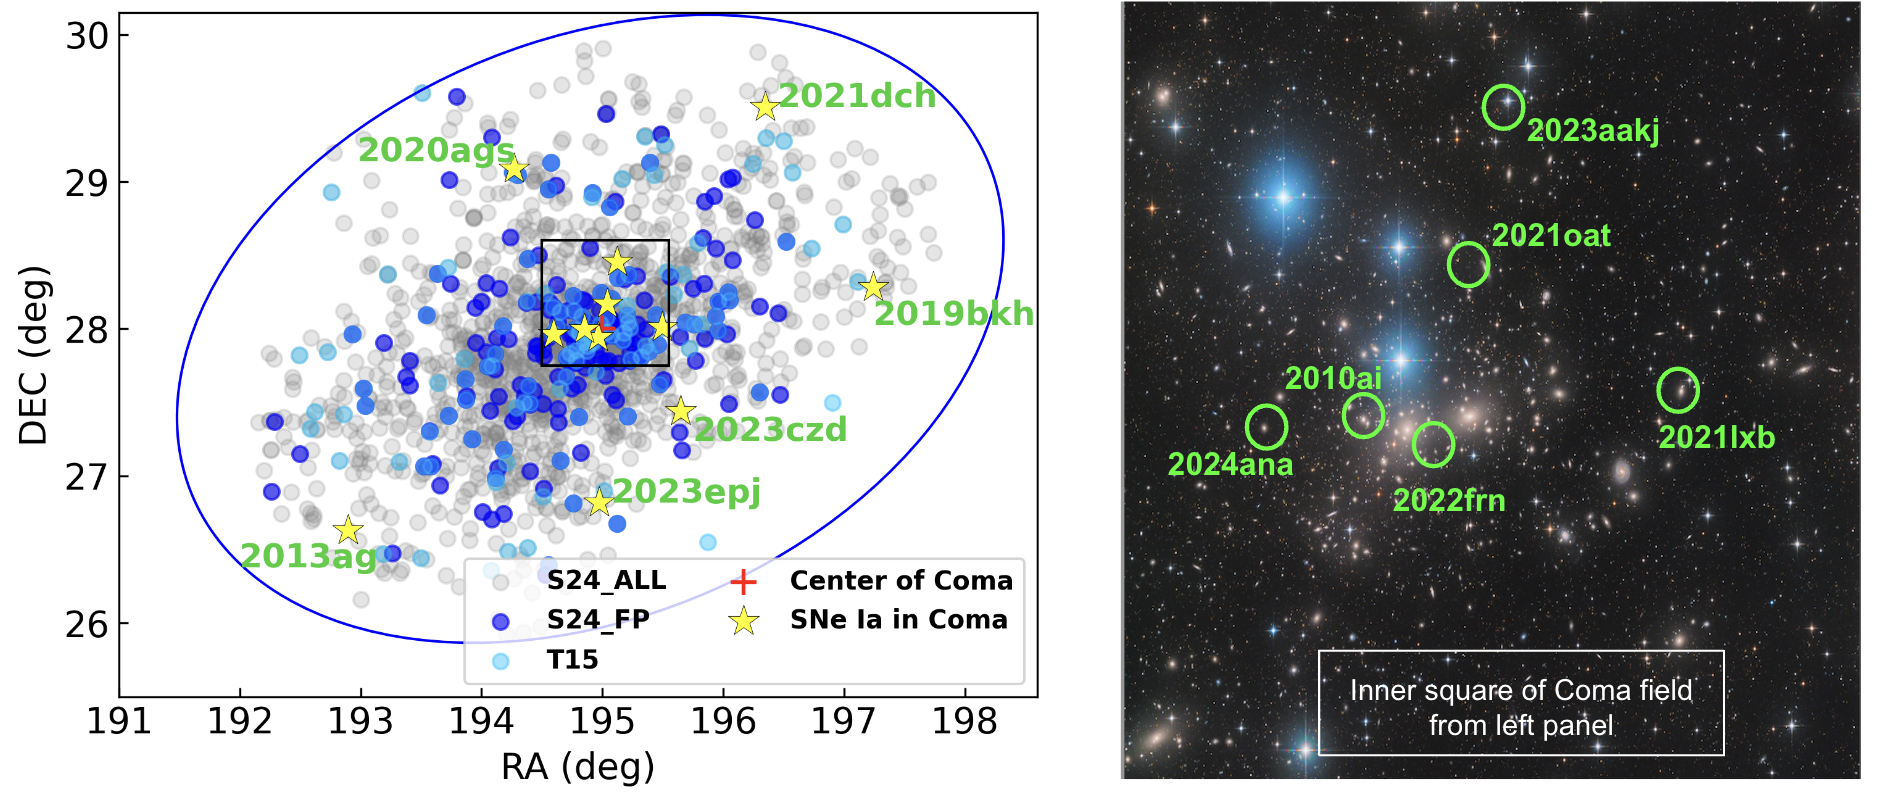 30
29
28
27
26
DEC (deg)
191
192
193
194
195
196
197
198
RA (deg)
2021dch
2020ags
2019bkh
2023czd
2023epj
2013ag
S24_ALL
S24_FP
T15
Center of Coma
SNe Ia in Coma
2023aakj
2021oat
2010ai
2021lxb
2024ana
2022frn
Inner square of Coma field
from left panel